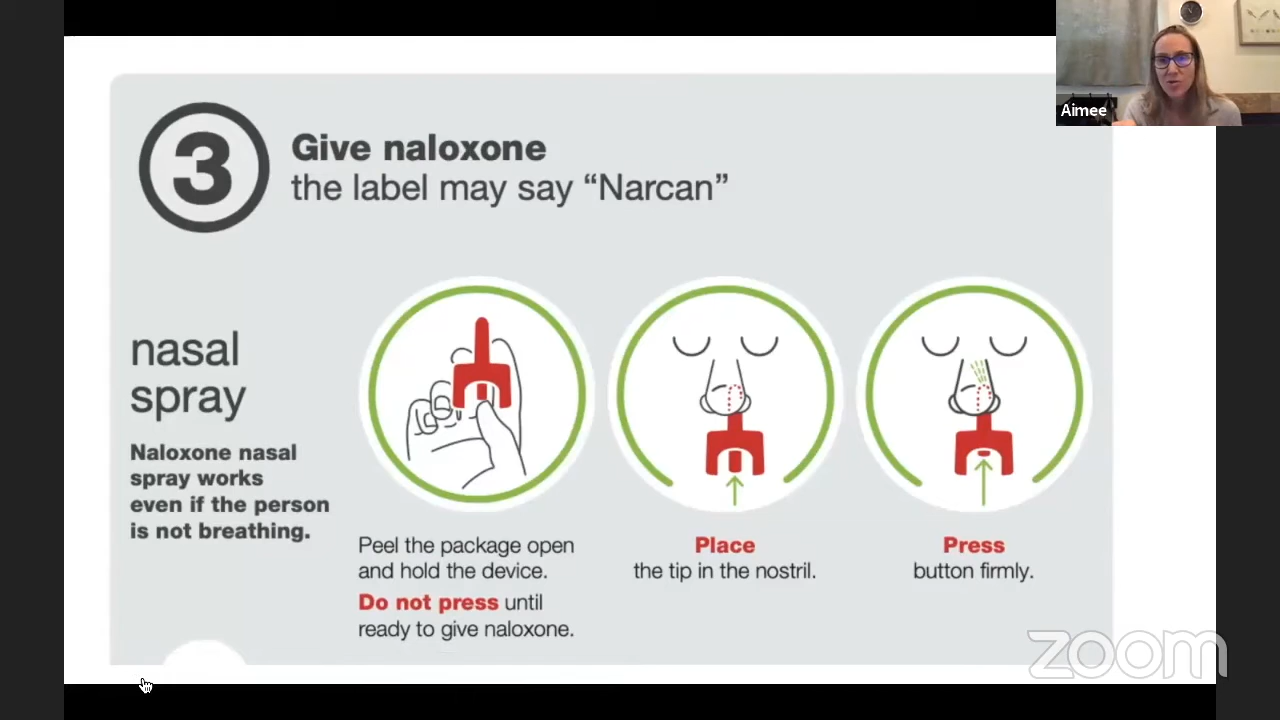 Aimee
3
Give naloxone
the label may say “Narcan”
nasal
spray
Naloxone nasal
spray works
even if the person
is not breathing.
Peel the package open
and hold the device.
Do not press until
ready to give naloxone.
Place
the tip in the nostril.
Press
button firmly.
zoom